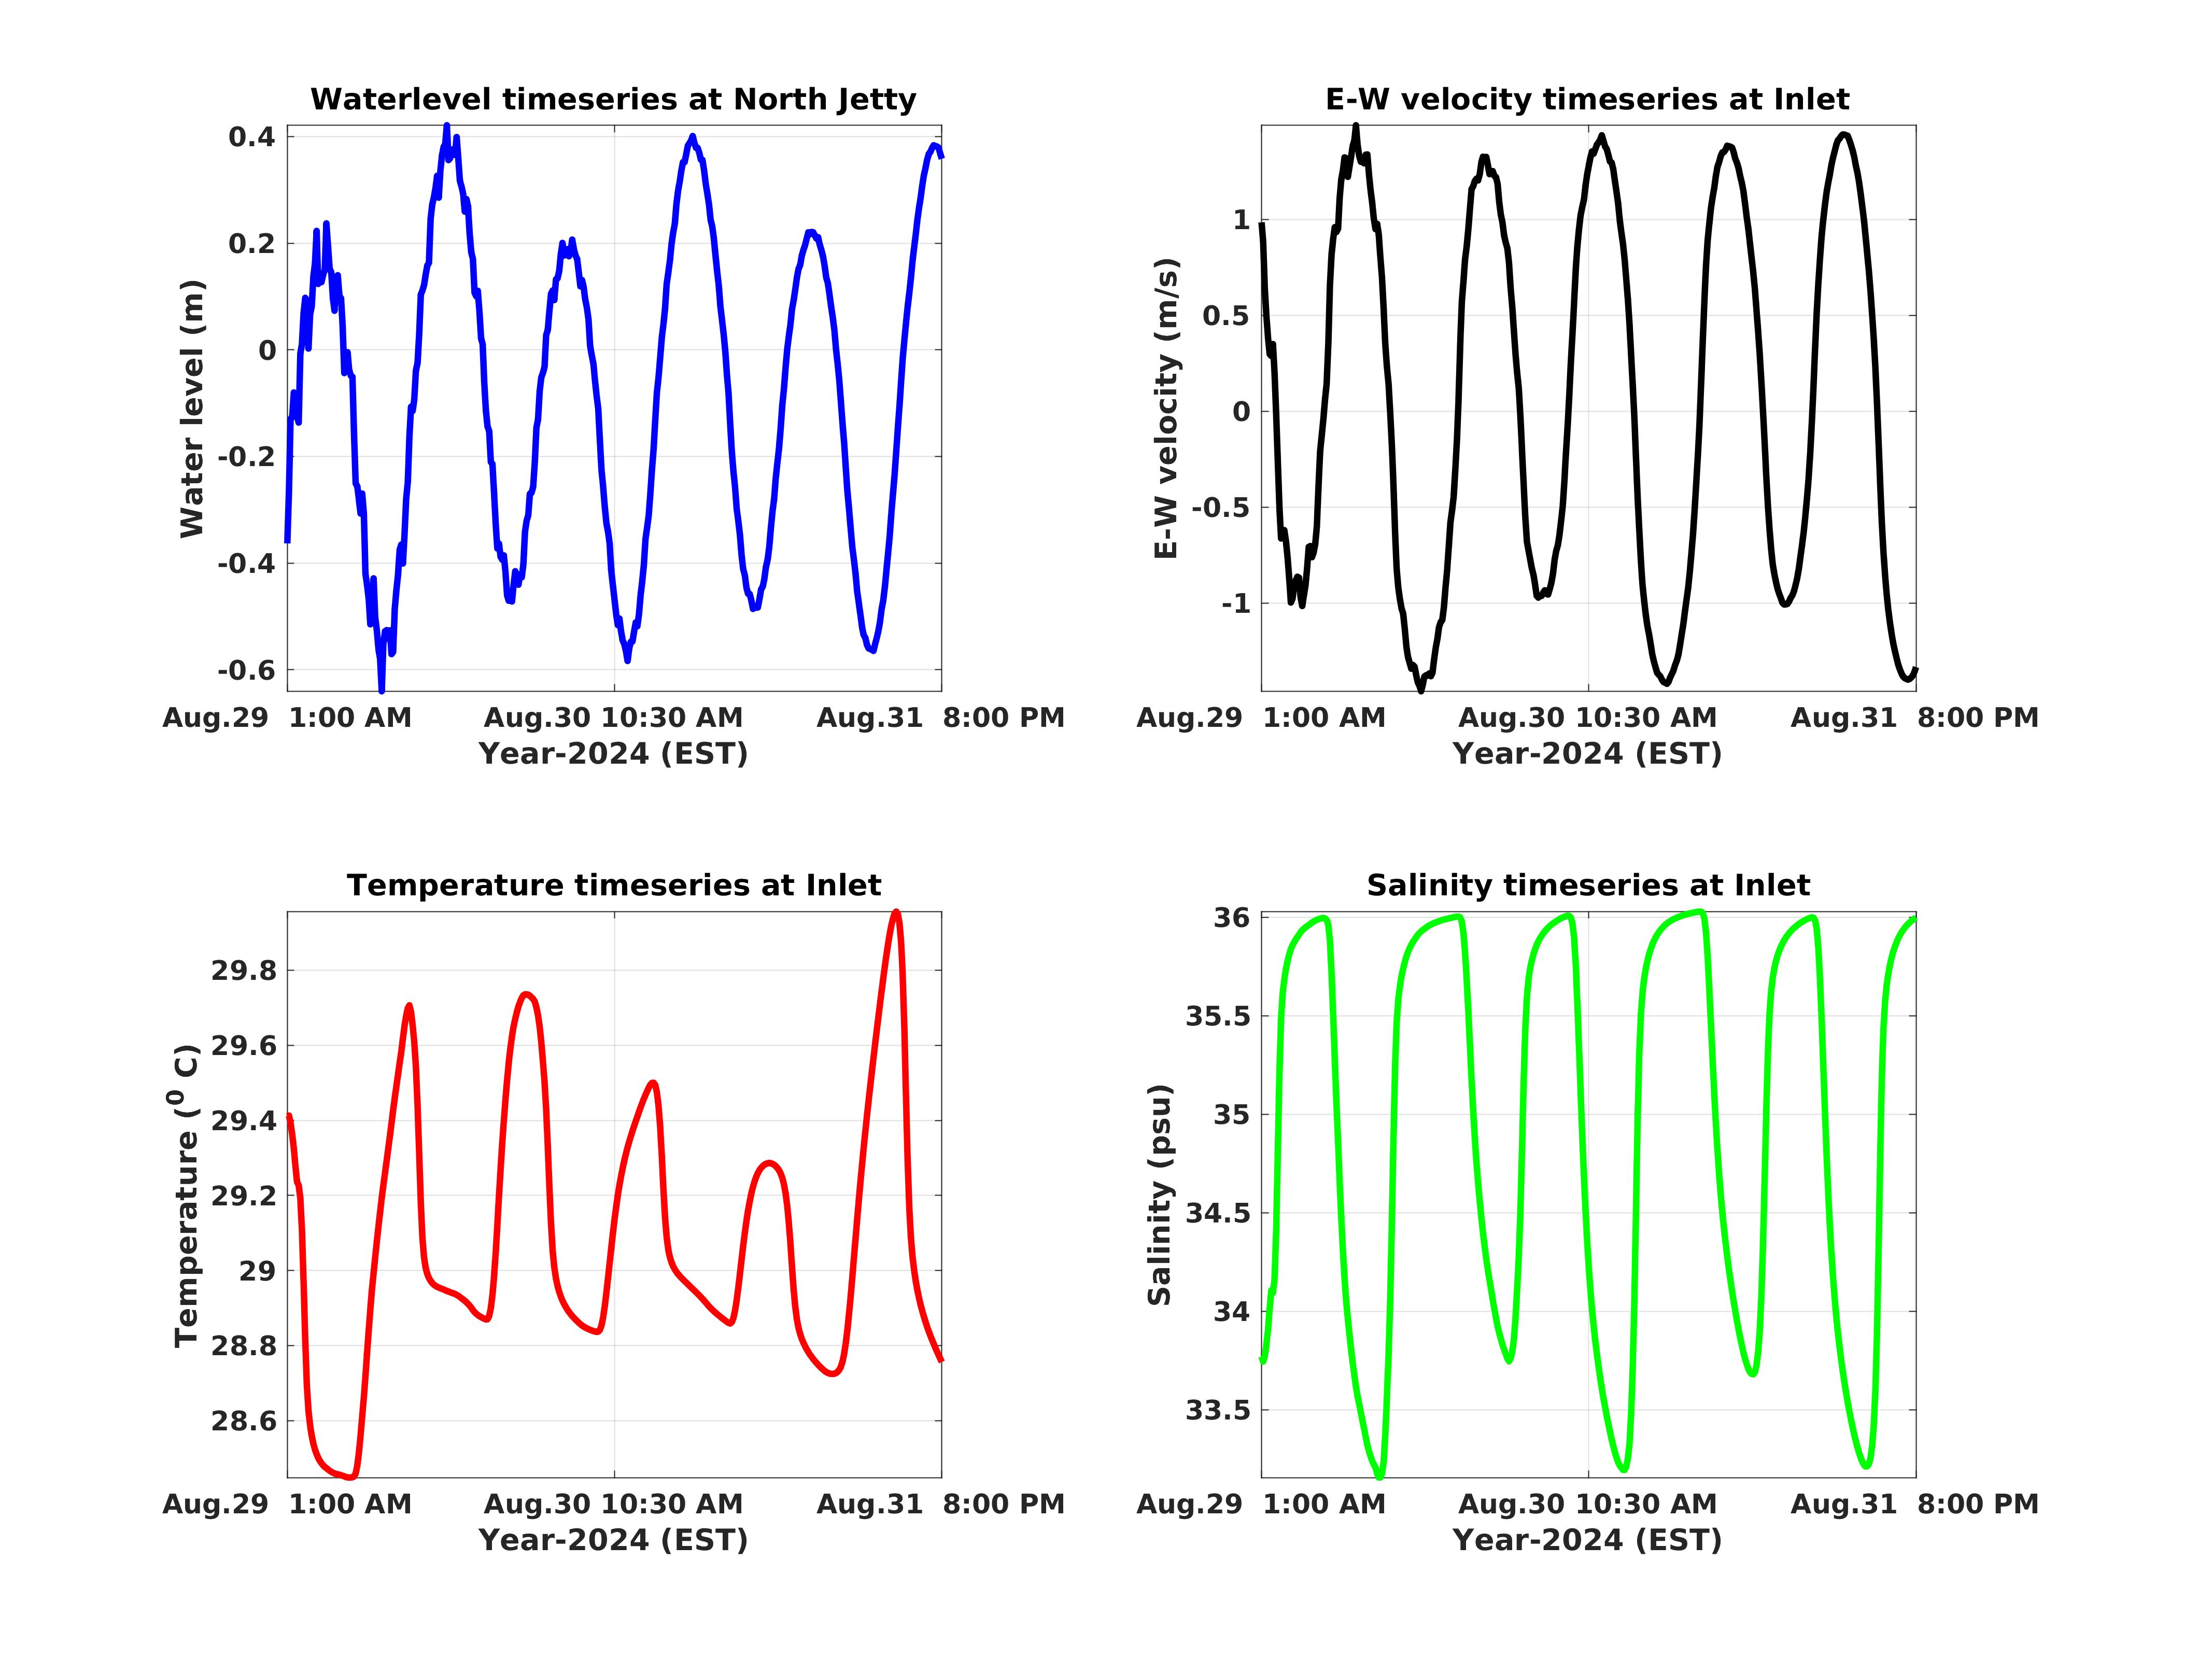 Waterlevel timeseries at North Jetty
0.4
0.2
0
-0.2
-0.4
-0.6
Water level (m)
Aug.29 1:00 AM Aug.30 10:30 AM Aug.31 8:00 PM
Year-2024 (EST)
E-W velocity timeseries at Inlet
1
0.5
0
-0.5
-1
E-W velocity (m/s)
Aug.29 1:00 AM Aug.30 10:30 AM Aug.31 8:00 PM
Year-2024 (EST)
Temperature timeseries at Inlet
29.8
29.6
29.4
29.2
29
28.8
28.6
Temperature (⁰ C)
Aug.29 1:00 AM Aug.30 10:30 AM Aug.31 8:00 PM
Year-2024 (EST)
Salinity timeseries at Inlet
36
35.5
35
34.5
34
33.5
Salinity (psu)
Aug.29 1:00 AM Aug.30 10:30 AM Aug.31 8:00 PM
Year-2024 (EST)